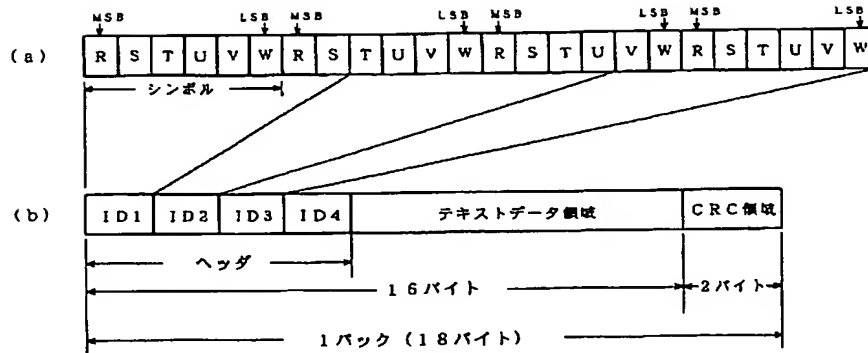 MSB LSB MSB LSB MSB LSB MSB LSB
(a) R S T U V W R S T U V W R S T U V W R S T U V W
シンボル
(b) ID1 ID2 ID3 ID4 テキストデータ領域 CRC領域
ヘッダ
16バイト 2バイト
1パック(18バイト)